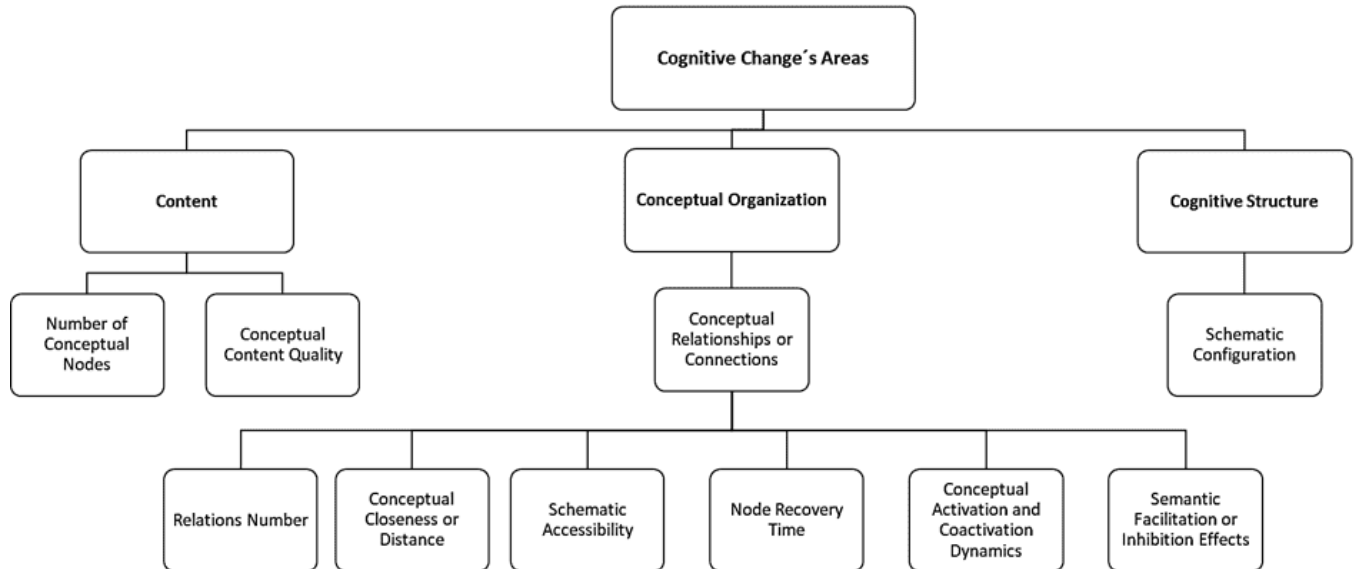 Cognitive Change´s Areas
Content
Conceptual Organization
Cognitive Structure
Number of
Conceptual
Nodes
Conceptual
Content Quality
Conceptual
Relationships or
Connections
Schematic
Configuration
Relations Number
Conceptual
Closeness or
Distance
Schematic
Accessibility
Node Recovery
Time
Conceptual
Activation and
Coactivation
Dynamics
Semantic
Facilitation or
Inhibition Effects